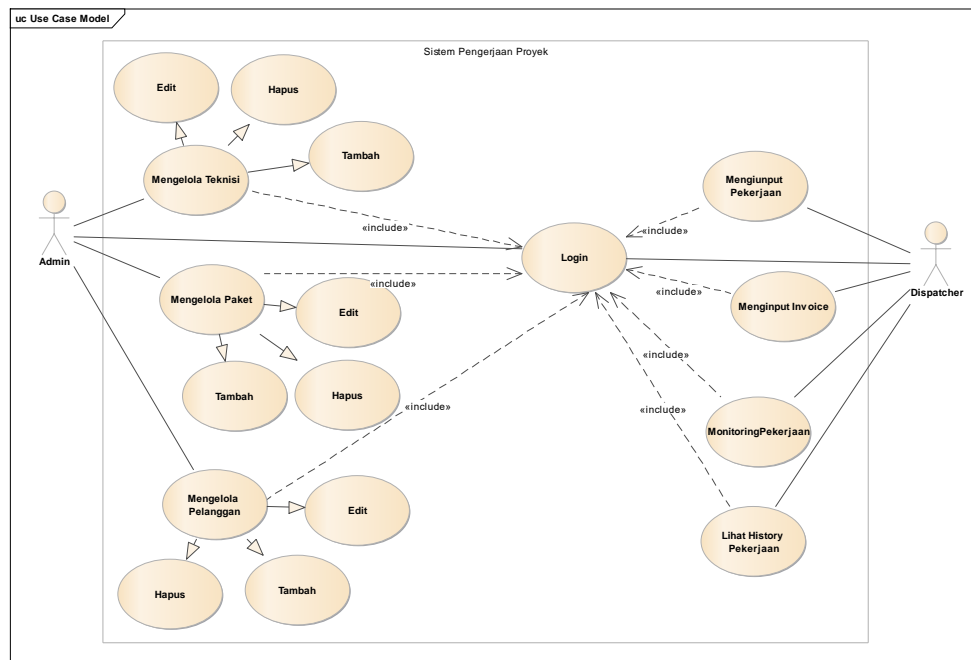 uc Use Case Model
Sistem Pengerjaan Proyek
Edit
Hapus
Tambah
Mengelola Teknisi
Mengiunput
Pekerjaan
«include»
«include»
Admin
Login
Dispatcher
«include»
Mengelola Paket
Edit
«include»
Menginput Invoice
Tambah
Hapus
«include»
«include»
«include»
MonitoringPekerjaan
Mengelola
Pelanggan
Edit
Lihat History
Pekerjaan
Hapus
Tambah